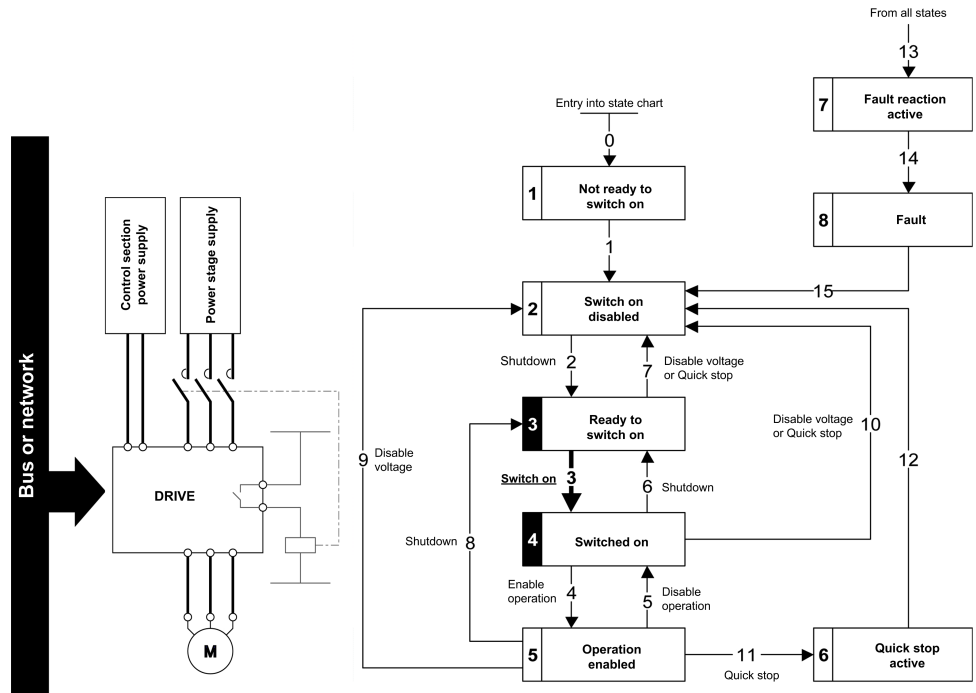 From all states
13
7
Fault reaction
active
14
8
Fault
15
Entry into state chart
0
1
Not ready to
switch on
1
2
Switch on
disabled
Shutdown
2
7
Disable voltage
or Quick stop
3
Ready to
switch on
Switch on
3
6
Shutdown
4
Switched on
Enable
operation
4
5
Disable
operation
5
Operation
enabled
11
Quick stop
6
Quick stop
active
9
Disable
voltage
Shutdown
8
Disable voltage
or Quick stop
10
12
Bus or network
Control section
power supply
Power stage supply
DRIVE
M